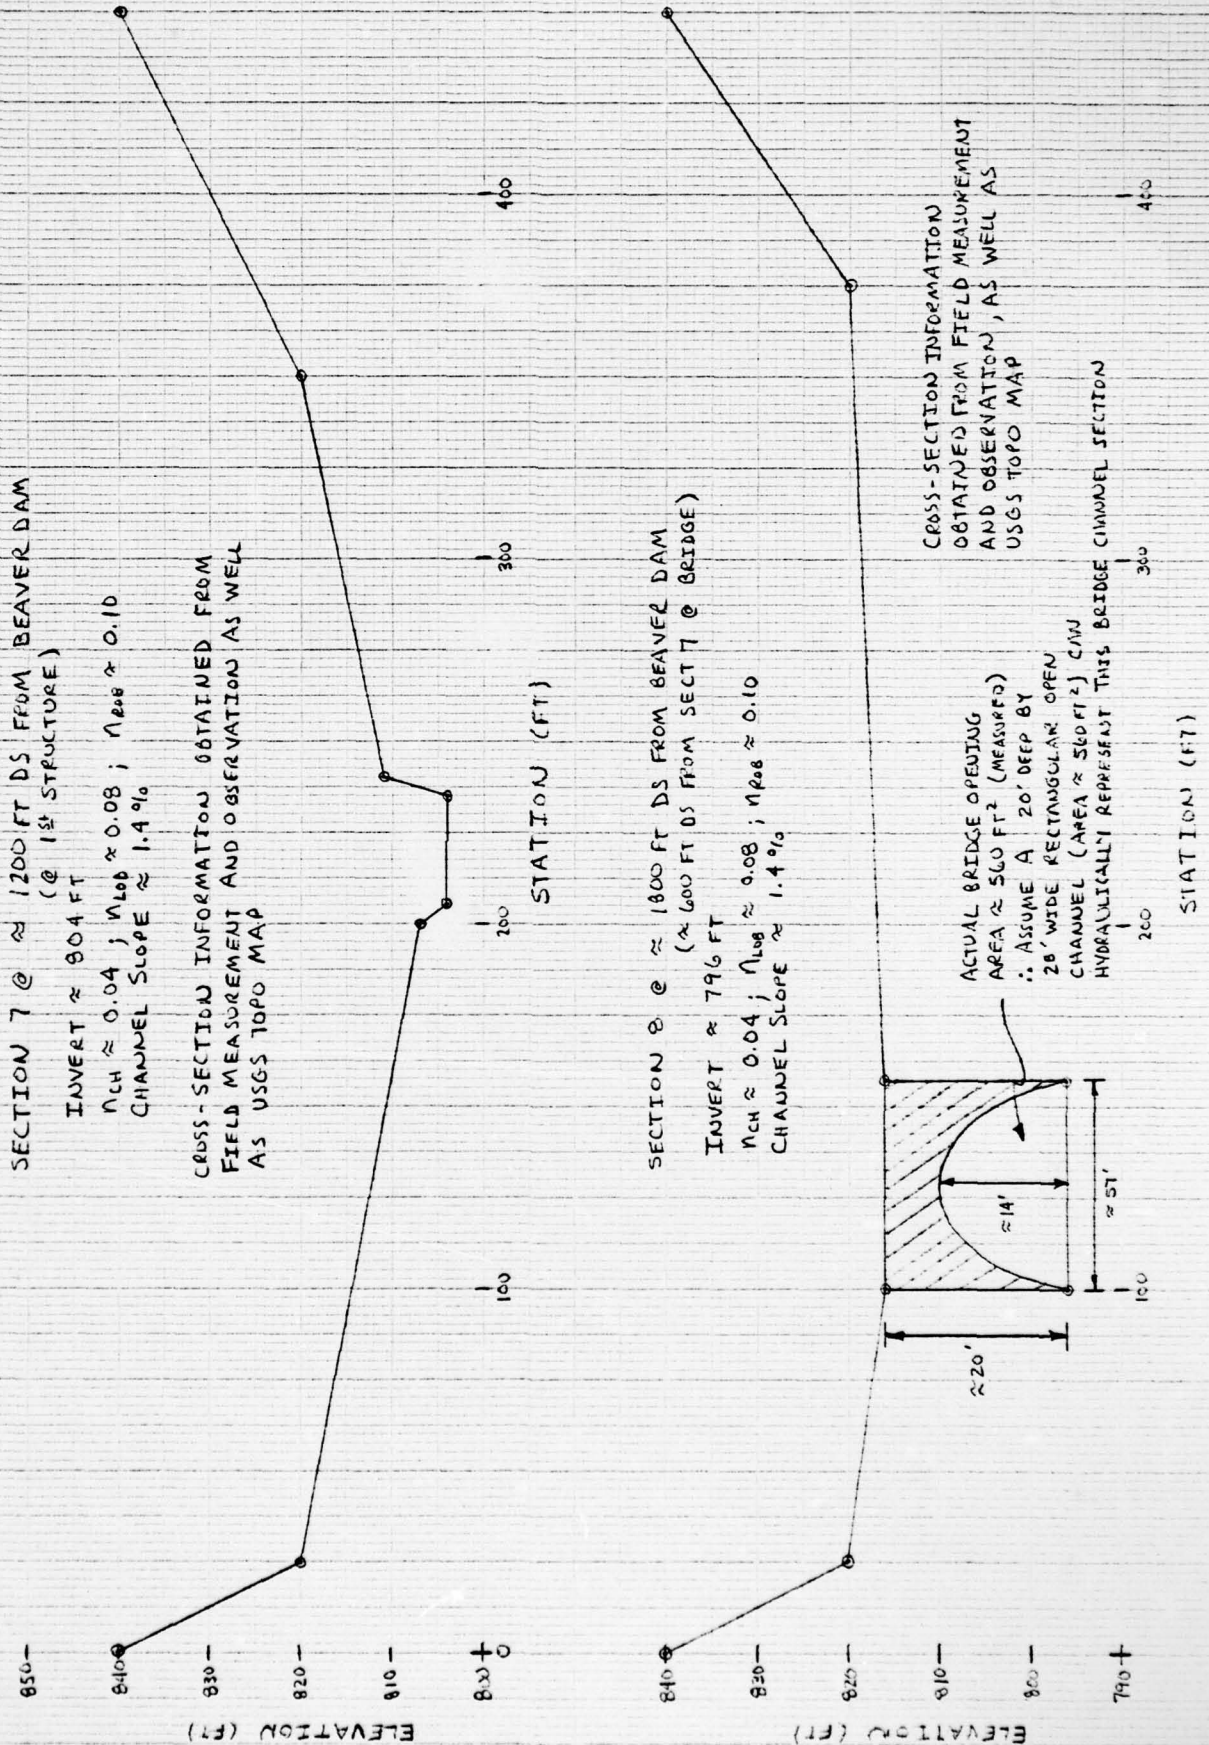 SECTION 7 @ ≈ 1200 FT DS FROM BEAVER DAM
(@ 1st STRUCTURE)
INVERT ≈ 804 FT
nCH ≈ 0.04 ; nLOB ≈ 0.08 ; nROB ≈ 0.10
CHANNEL SLOPE ≈ 1.4 %
CROSS-SECTION INFORMATION OBTAINED FROM
FIELD MEASUREMENT AND OBSERVATION AS WELL
AS USGS TOPO MAP
ELEVATION (FT)
850
840
830
820
810
800
0
100
200
300
400
STATION (FT)
SECTION 8 @ ≈ 1800 FT DS FROM BEAVER DAM
(≈ 600 FT DS FROM SECT 7 @ BRIDGE)
INVERT ≈ 796 FT
nCH ≈ 0.04 ; nLOB ≈ 0.08 ; nROB ≈ 0.10
CHANNEL SLOPE ≈ 1.4 %
CROSS-SECTION INFORMATION
OBTAINED FROM FIELD MEASUREMENT
AND OBSERVATION, AS WELL AS
USGS TOPO MAP
ACTUAL BRIDGE OPENING
AREA ≈ 560 FT² (MEASURED)
∴ ASSUME A 20' DEEP BY
28' WIDE RECTANGULAR OPEN
CHANNEL (AREA ≈ 560 FT²) CAN
HYDRAULICALLY REPRESENT THIS BRIDGE CHANNEL SECTION
≈20'
≈14'
≈57'
ELEVATION (FT)
840
830
820
810
800
790
100
200
300
400
STATION (FT)